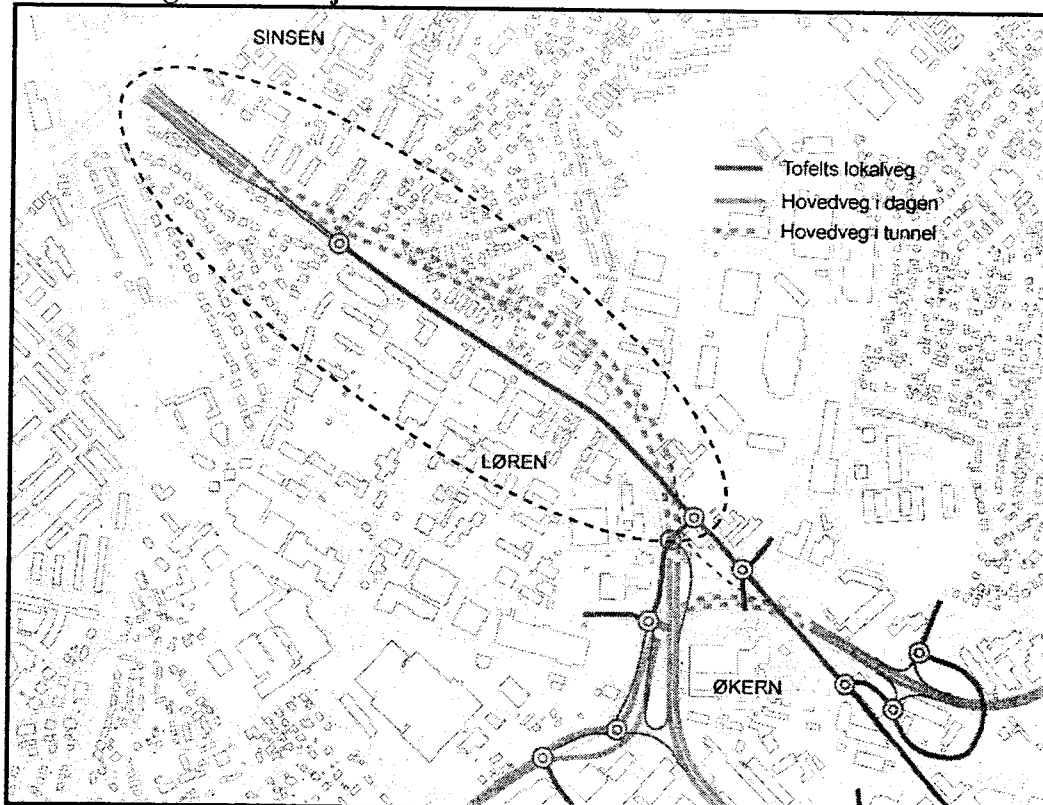 SINSEN
Tofelts lokalveg
Hovedveg i dagen
Hovedveg i tunnel
LØREN
ØKERN